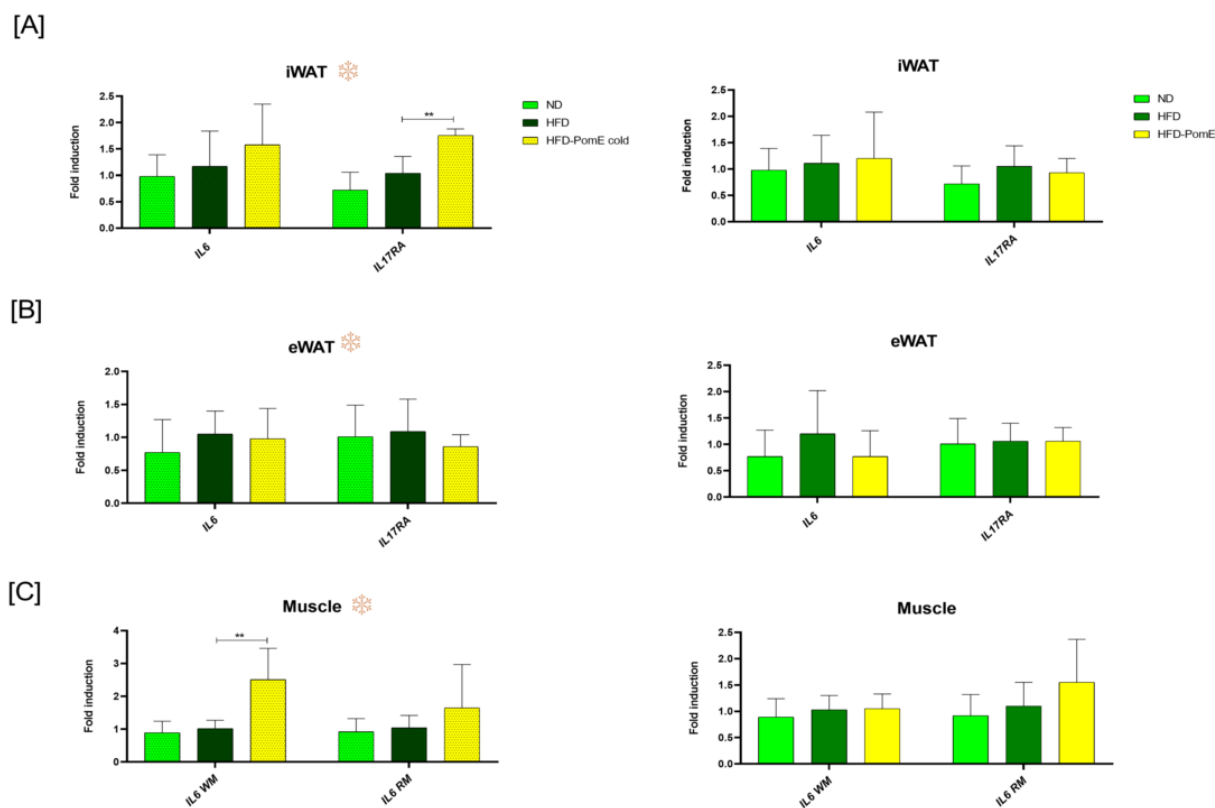 [A]
iWAT
Fold induction
2.5
2.0
1.5
1.0
0.5
0.0
**
IL6
IL17RA
ND
HFD
HFD-PomE cold
iWAT
Fold induction
2.5
2.0
1.5
1.0
0.5
0.0
IL6
IL17RA
ND
HFD
HFD-PomE
[B]
eWAT
Fold induction
2.0
1.5
1.0
0.5
0.0
IL6
IL17RA
eWAT
Fold induction
2.5
2.0
1.5
1.0
0.5
0.0
IL6
IL17RA
[C]
Muscle
Fold induction
4
3
2
1
0
**
IL6 WM
IL6 RM
Muscle
Fold induction
2.5
2.0
1.5
1.0
0.5
0.0
IL6 WM
IL6 RM